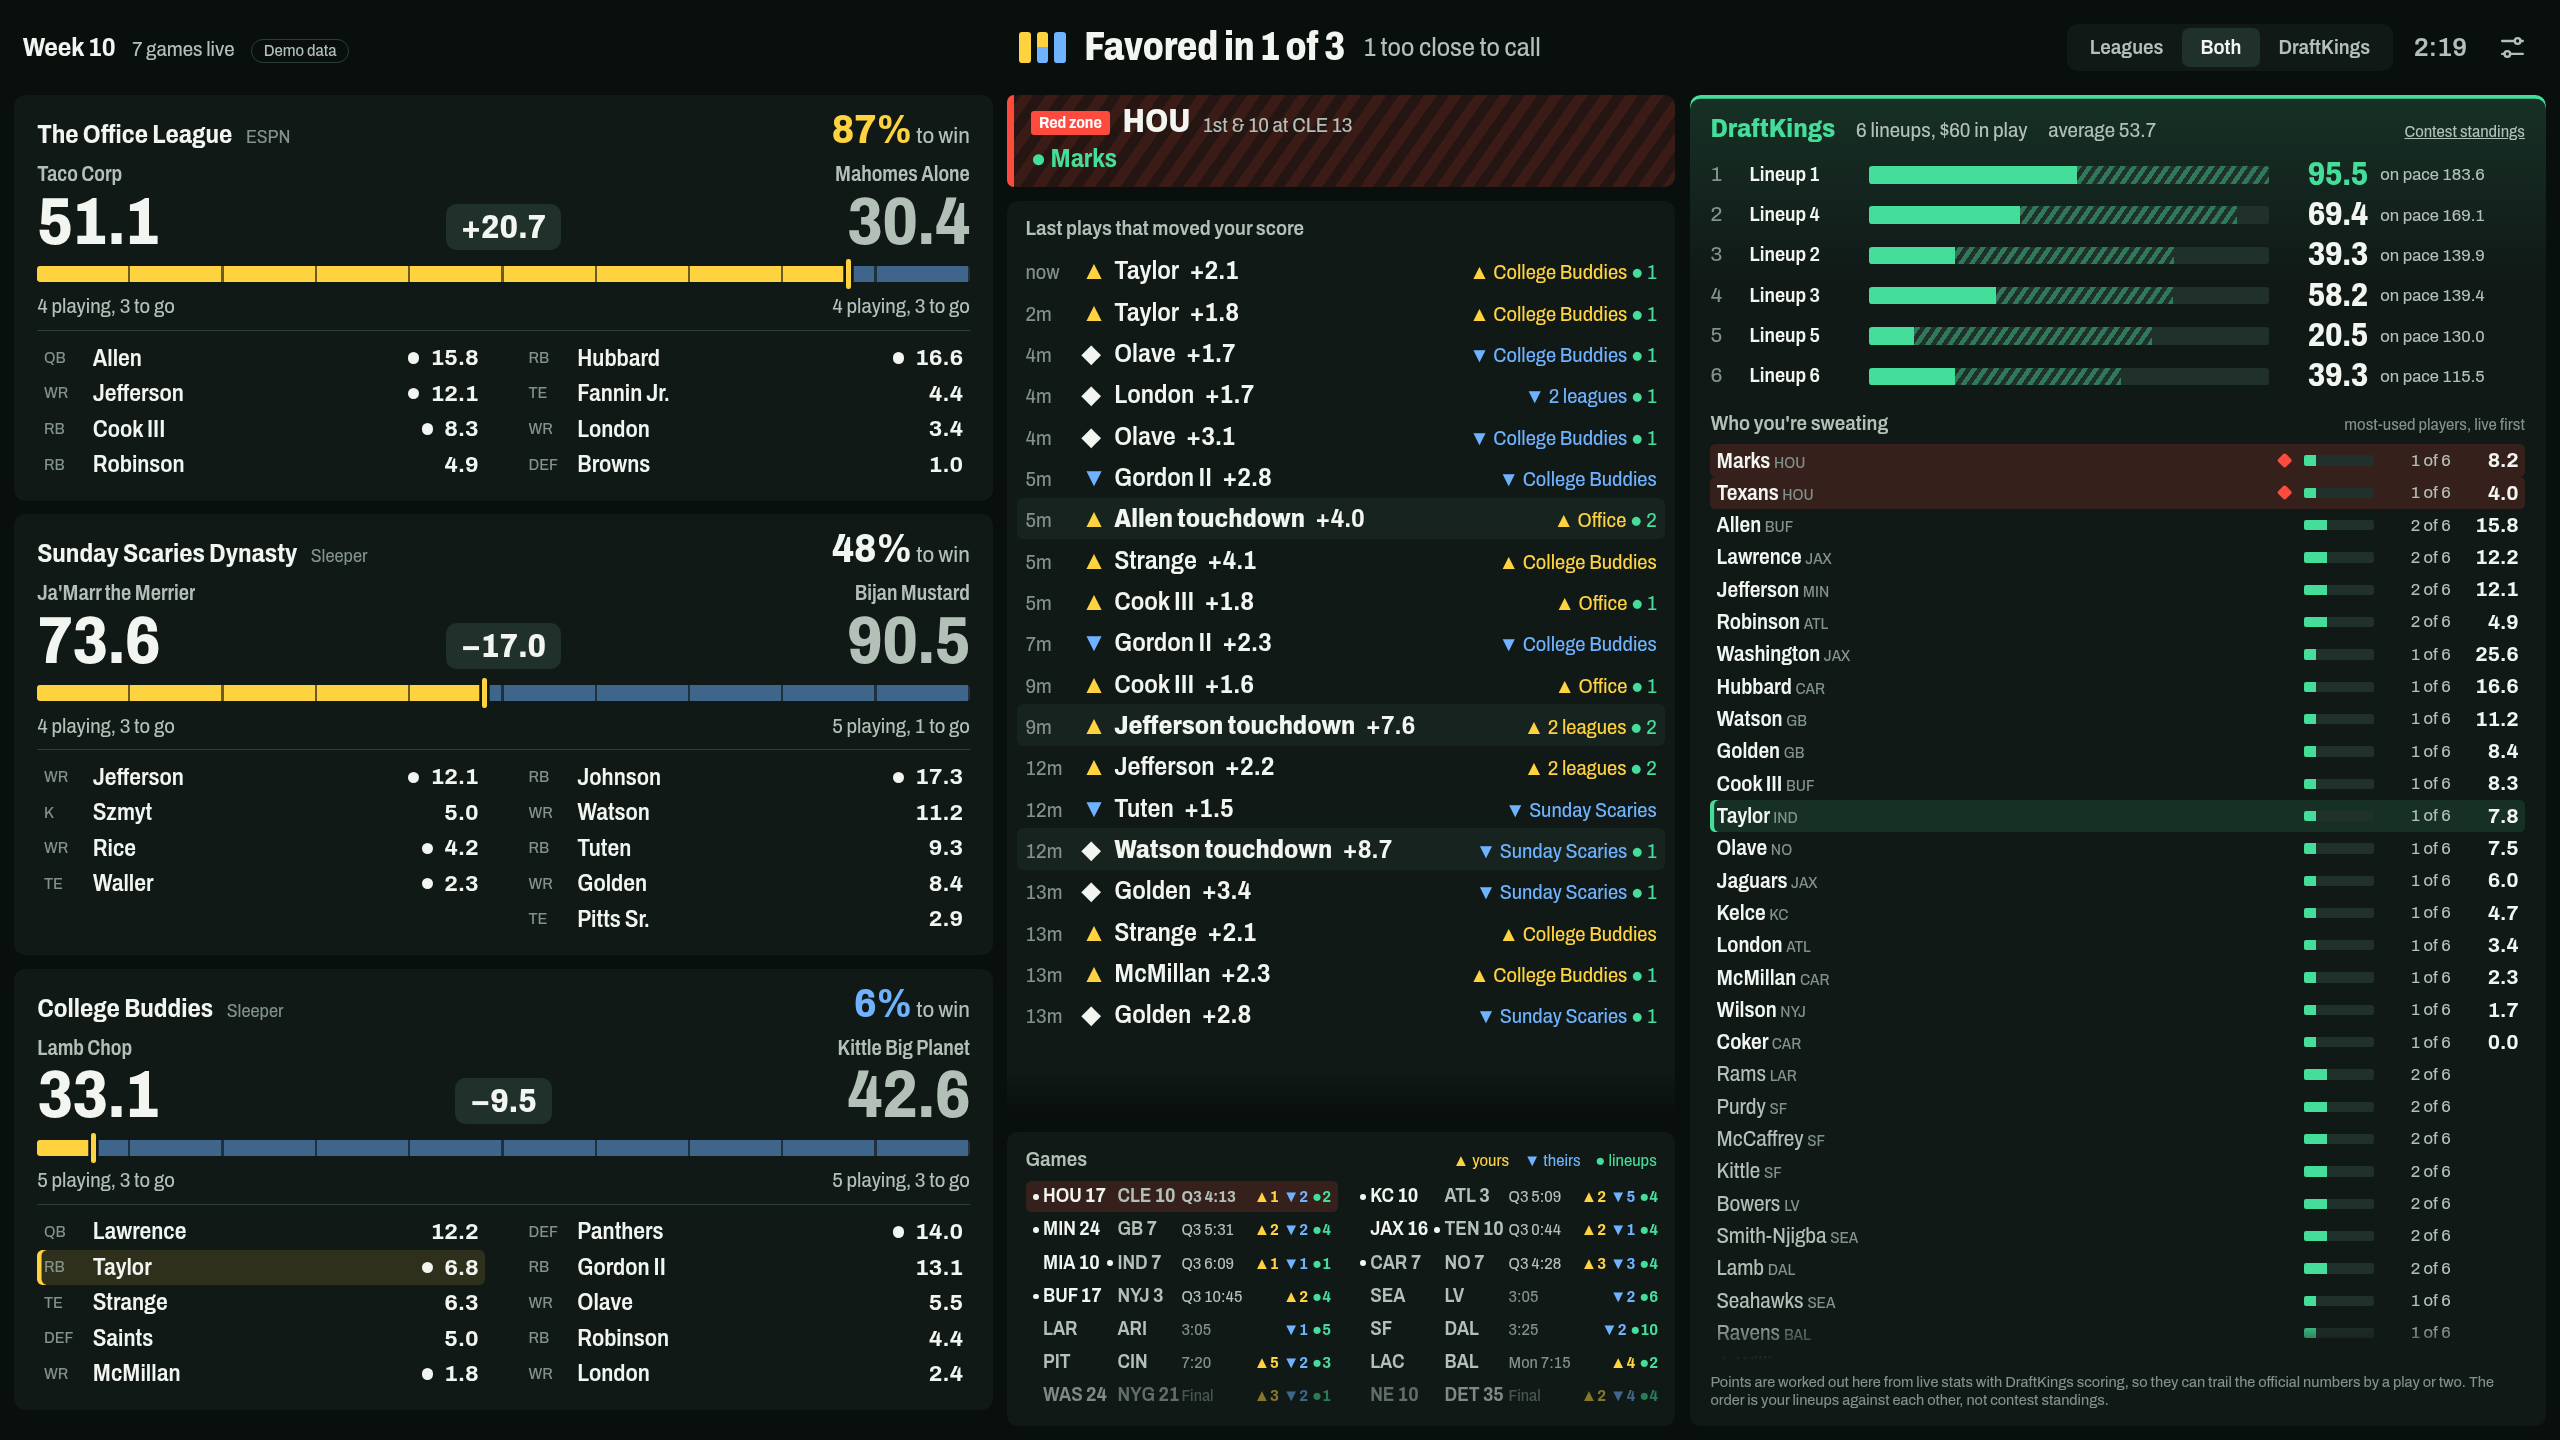 Week 10 7 games live Demo data
Favored in 1 of 3 1 too close to call
Leagues Both DraftKings 2:19
The Office League ESPN 87% to win
Taco Corp Mahomes Alone
51.1 +20.7 30.4
4 playing, 3 to go 4 playing, 3 to go
QB Allen ● 15.8 RB Hubbard ● 16.6
WR Jefferson ● 12.1 TE Fannin Jr. 4.4
RB Cook III ● 8.3 WR London 3.4
RB Robinson 4.9 DEF Browns 1.0
Sunday Scaries Dynasty Sleeper 48% to win
Ja'Marr the Merrier Bijan Mustard
73.6 −17.0 90.5
4 playing, 3 to go 5 playing, 1 to go
WR Jefferson ● 12.1 RB Johnson ● 17.3
K Szmyt 5.0 WR Watson 11.2
WR Rice ● 4.2 RB Tuten 9.3
TE Waller ● 2.3 WR Golden 8.4
TE Pitts Sr. 2.9
College Buddies Sleeper 6% to win
Lamb Chop Kittle Big Planet
33.1 −9.5 42.6
5 playing, 3 to go 5 playing, 3 to go
QB Lawrence 12.2 DEF Panthers ● 14.0
RB Taylor ● 6.8 RB Gordon II 13.1
TE Strange 6.3 WR Olave 5.5
DEF Saints 5.0 RB Robinson 4.4
WR McMillan ● 1.8 WR London 2.4
Red zone HOU 1st & 10 at CLE 13
● Marks
Last plays that moved your score
now ▲ Taylor +2.1 ▲ College Buddies ● 1
2m ▲ Taylor +1.8 ▲ College Buddies ● 1
4m ◆ Olave +1.7 ▼ College Buddies ● 1
4m ◆ London +1.7 ▼ 2 leagues ● 1
4m ◆ Olave +3.1 ▼ College Buddies ● 1
5m ▼ Gordon II +2.8 ▼ College Buddies
5m ▲ Allen touchdown +4.0 ▲ Office ● 2
5m ▲ Strange +4.1 ▲ College Buddies
5m ▲ Cook III +1.8 ▲ Office ● 1
7m ▼ Gordon II +2.3 ▼ College Buddies
9m ▲ Cook III +1.6 ▲ Office ● 1
9m ▲ Jefferson touchdown +7.6 ▲ 2 leagues ● 2
12m ▲ Jefferson +2.2 ▲ 2 leagues ● 2
12m ▼ Tuten +1.5 ▼ Sunday Scaries
12m ◆ Watson touchdown +8.7 ▼ Sunday Scaries ● 1
13m ◆ Golden +3.4 ▼ Sunday Scaries ● 1
13m ▲ Strange +2.1 ▲ College Buddies
13m ▲ McMillan +2.3 ▲ College Buddies ● 1
13m ◆ Golden +2.8 ▼ Sunday Scaries ● 1
Games ▲ yours ▼ theirs ● lineups
● HOU 17 CLE 10 Q3 4:13 ▲1 ▼2 ●2 ● KC 10 ATL 3 Q3 5:09 ▲2 ▼5 ●4
● MIN 24 GB 7 Q3 5:31 ▲2 ▼2 ●4 JAX 16 ● TEN 10 Q3 0:44 ▲2 ▼1 ●4
MIA 10 ● IND 7 Q3 6:09 ▲1 ▼1 ●1 ● CAR 7 NO 7 Q3 4:28 ▲3 ▼3 ●4
● BUF 17 NYJ 3 Q3 10:45 ▲2 ●4 SEA LV 3:05 ▼2 ●6
LAR ARI 3:05 ▼1 ●5 SF DAL 3:25 ▼2 ●10
PIT CIN 7:20 ▲5 ▼2 ●3 LAC BAL Mon 7:15 ▲4 ●2
WAS 24 NYG 21 Final ▲3 ▼2 ●1 NE 10 DET 35 Final ▲2 ▼4 ●4
DraftKings 6 lineups, $60 in play average 53.7 Contest standings
1 Lineup 1 95.5 on pace 183.6
2 Lineup 4 69.4 on pace 169.1
3 Lineup 2 39.3 on pace 139.9
4 Lineup 3 58.2 on pace 139.4
5 Lineup 5 20.5 on pace 130.0
6 Lineup 6 39.3 on pace 115.5
Who you're sweating most-used players, live first
Marks HOU 1 of 6 8.2
Texans HOU 1 of 6 4.0
Allen BUF 2 of 6 15.8
Lawrence JAX 2 of 6 12.2
Jefferson MIN 2 of 6 12.1
Robinson ATL 2 of 6 4.9
Washington JAX 1 of 6 25.6
Hubbard CAR 1 of 6 16.6
Watson GB 1 of 6 11.2
Golden GB 1 of 6 8.4
Cook III BUF 1 of 6 8.3
Taylor IND 1 of 6 7.8
Olave NO 1 of 6 7.5
Jaguars JAX 1 of 6 6.0
Kelce KC 1 of 6 4.7
London ATL 1 of 6 3.4
McMillan CAR 1 of 6 2.3
Wilson NYJ 1 of 6 1.7
Coker CAR 1 of 6 0.0
Rams LAR 2 of 6
Purdy SF 2 of 6
McCaffrey SF 2 of 6
Kittle SF 2 of 6
Bowers LV 2 of 6
Smith-Njigba SEA 2 of 6
Lamb DAL 2 of 6
Seahawks SEA 1 of 6
Ravens BAL 1 of 6
Points are worked out here from live stats with DraftKings scoring, so they can trail the official numbers by a play or two. The
order is your lineups against each other, not contest standings.